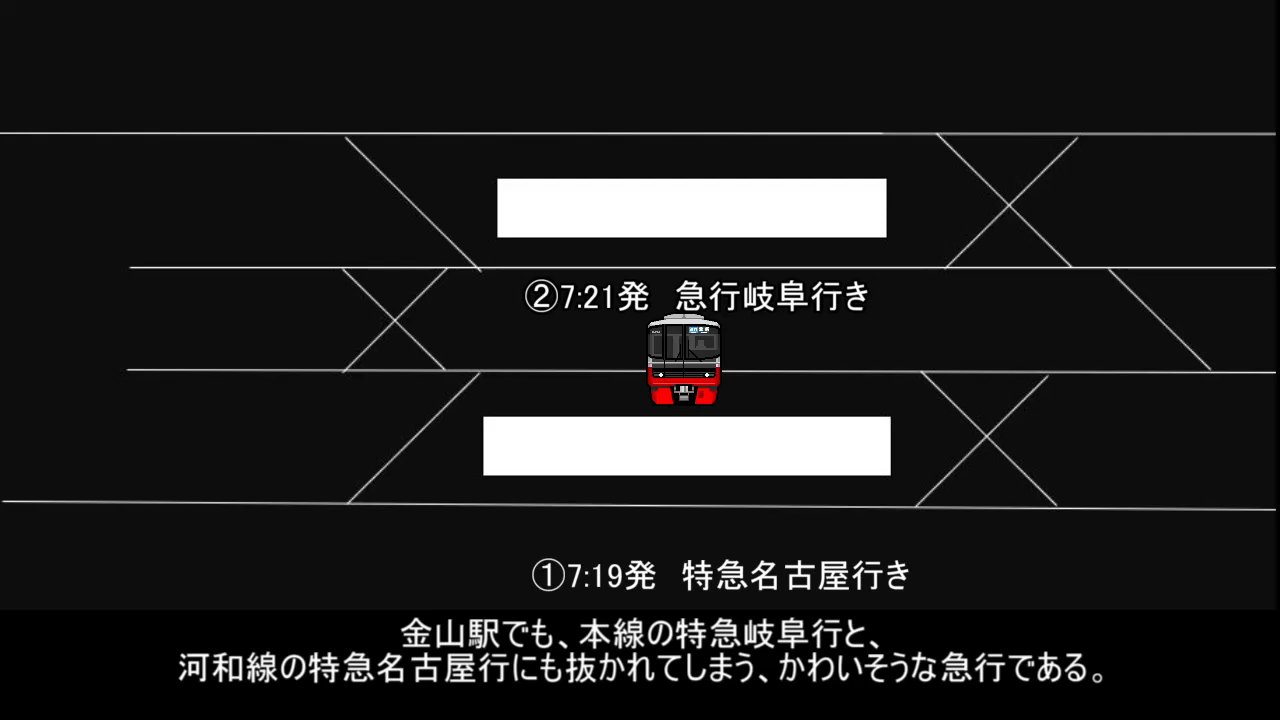 ②7:21発　急行岐阜行き
①7:19発　特急名古屋行き
金山駅でも、本線の特急岐阜行と、
河和線の特急名古屋行にも抜かれてしまう、かわいそうな急行である。